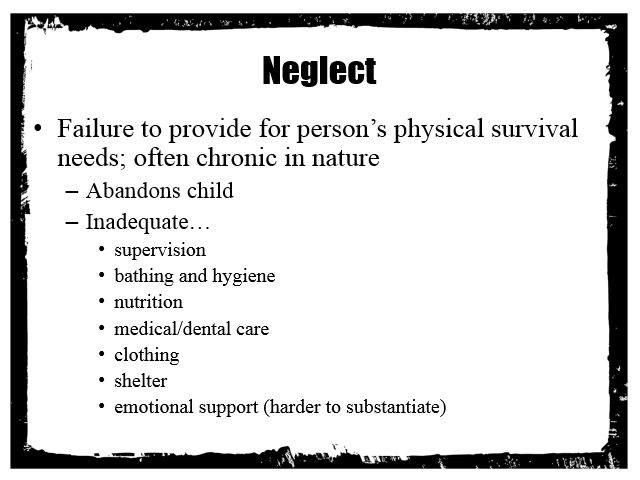 Neglect
• Failure to provide for person's physical survival
needs; often chronic in nature
– Abandons child
– Inadequate…
• supervision
• bathing and hygiene
• nutrition
• medical/dental care
• clothing
• shelter
• emotional support (harder to substantiate)